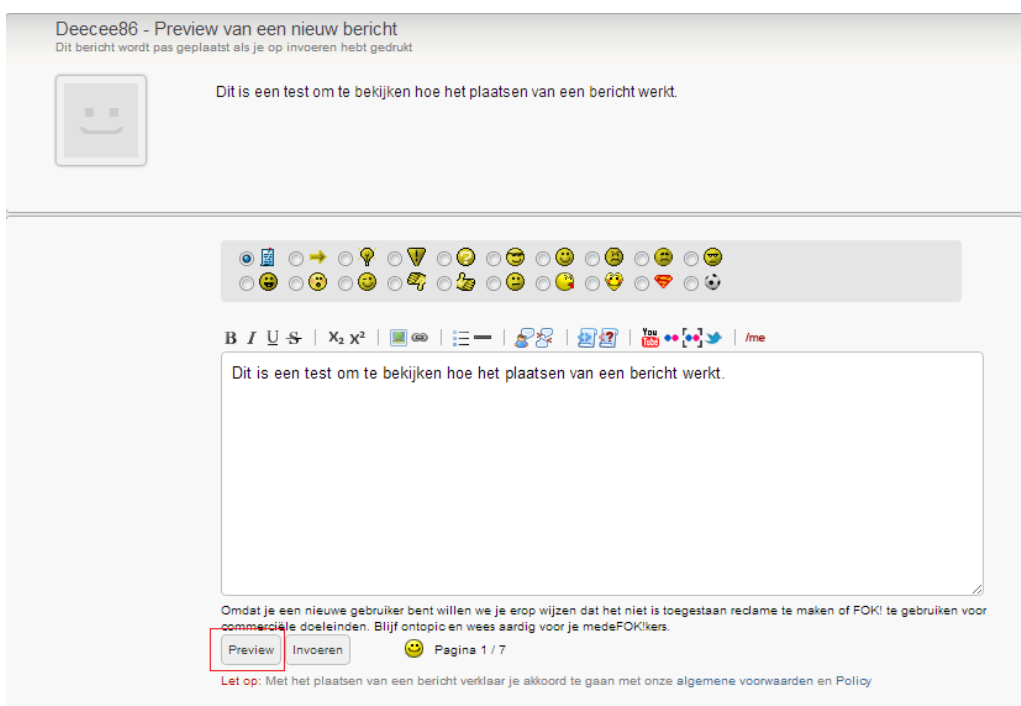 Deecee86 - Preview van een nieuw bericht
Dit bericht wordt pas geplaatst als je op invoeren hebt gedrukt
Dit is een test om te bekijken hoe het plaatsen van een bericht werkt.
B I U S | X₂ X² | | | | | You Tube | /me
Dit is een test om te bekijken hoe het plaatsen van een bericht werkt.
Omdat je een nieuwe gebruiker bent willen we je erop wijzen dat het niet is toegestaan reclame te maken of FOK! te gebruiken voor
commerciële doeleinden. Blijf ontopic en wees aardig voor je medeFOK!kers.
Preview Invoeren Pagina 1 / 7
Let op: Met het plaatsen van een bericht verklaar je akkoord te gaan met onze algemene voorwaarden en Policy